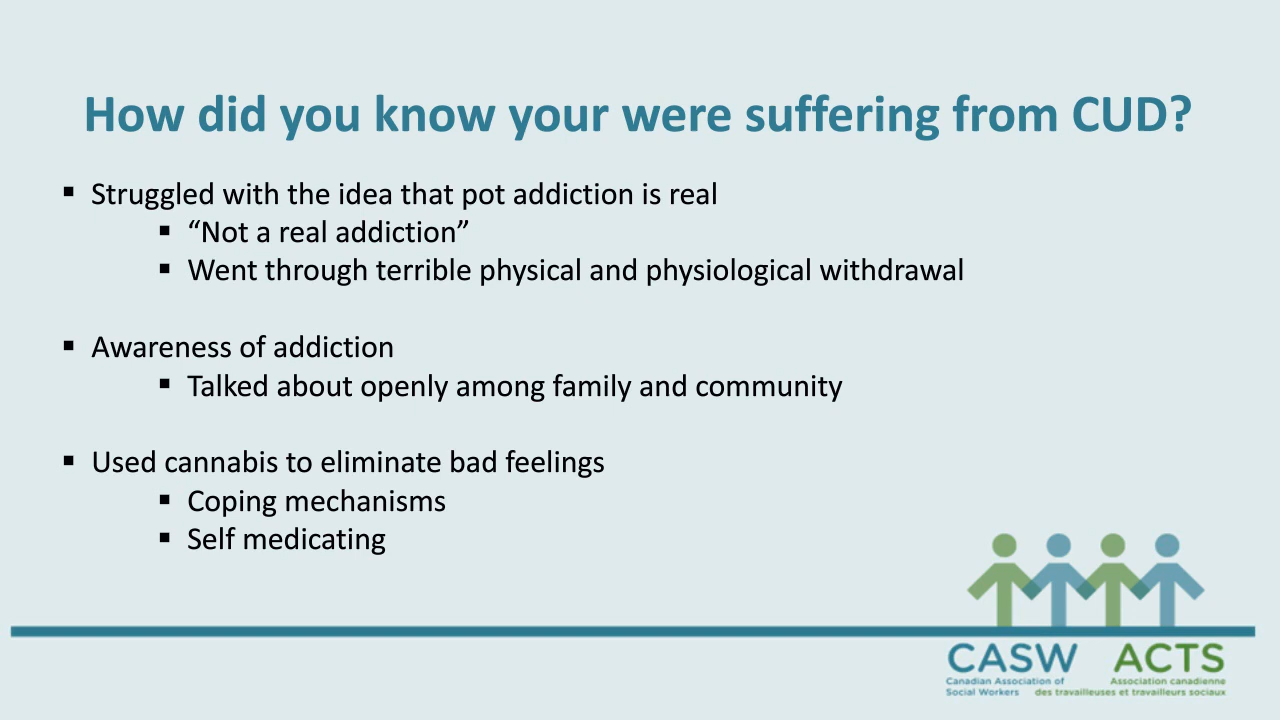 How did you know your were suffering from CUD?
▪ Struggled with the idea that pot addiction is real
▪ “Not a real addiction”
▪ Went through terrible physical and physiological withdrawal
▪ Awareness of addiction
▪ Talked about openly among family and community
▪ Used cannabis to eliminate bad feelings
▪ Coping mechanisms
▪ Self medicating
CASW ACTS
Canadian Association of Association canadienne
Social Workers des travailleuses et travailleurs sociaux